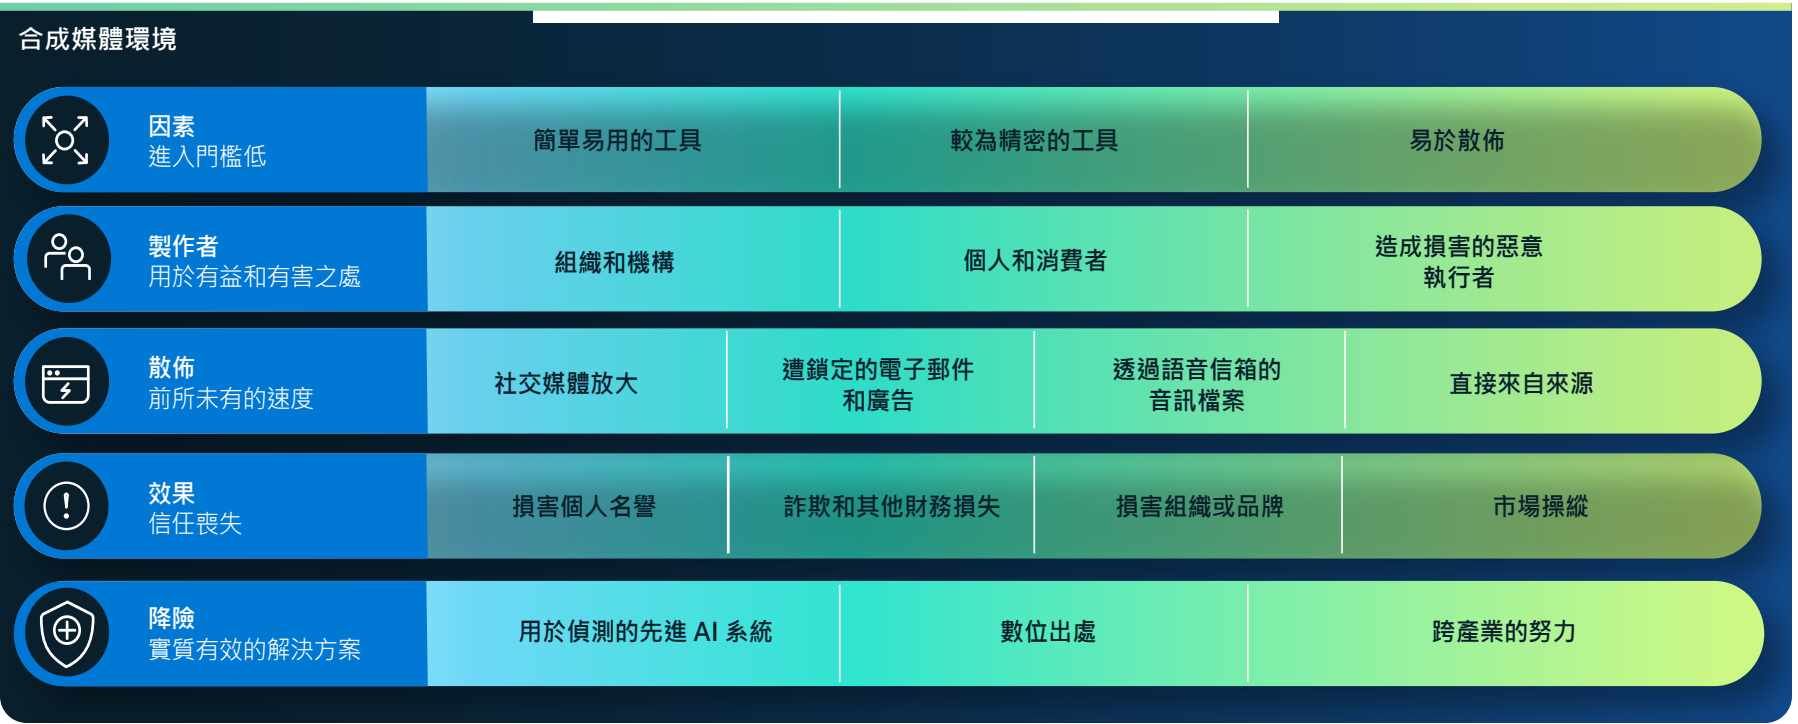 合成媒體環境
因素
進入門檻低
簡單易用的工具
較為精密的工具
易於散佈
製作者
用於有益和有害之處
組織和機構
個人和消費者
造成損害的惡意
執行者
散佈
前所未有的速度
社交媒體放大
遭鎖定的電子郵件
和廣告
透過語音信箱的
音訊檔案
直接來自來源
效果
信任喪失
損害個人名譽
詐欺和其他財務損失
損害組織或品牌
市場操縱
降險
實質有效的解決方案
用於偵測的先進 AI 系統
數位出處
跨產業的努力